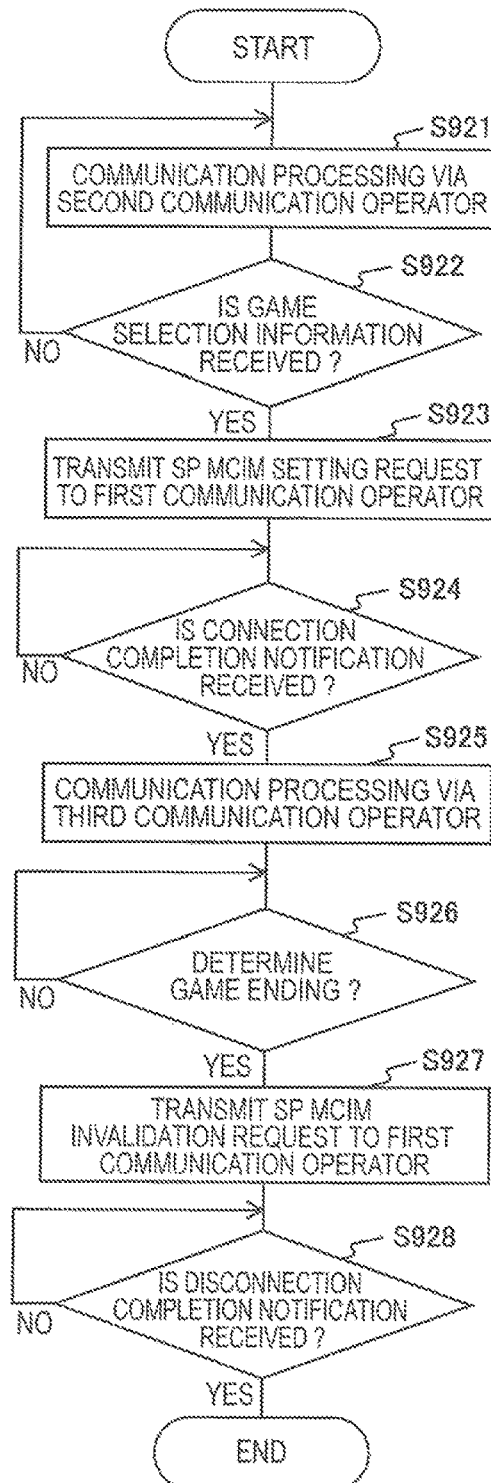 START
S921
COMMUNICATION PROCESSING VIA
SECOND COMMUNICATION OPERATOR
S922
IS GAME
SELECTION INFORMATION
RECEIVED ?
NO
YES
S923
TRANSMIT SP MCIM SETTING REQUEST
TO FIRST COMMUNICATION OPERATOR
S924
IS CONNECTION
COMPLETION NOTIFICATION
RECEIVED ?
NO
YES
S925
COMMUNICATION PROCESSING VIA
THIRD COMMUNICATION OPERATOR
S926
DETERMINE
GAME ENDING ?
NO
YES
S927
TRANSMIT SP MCIM
INVALIDATION REQUEST TO FIRST
COMMUNICATION OPERATOR
S928
IS DISCONNECTION
COMPLETION NOTIFICATION
RECEIVED ?
NO
YES
END